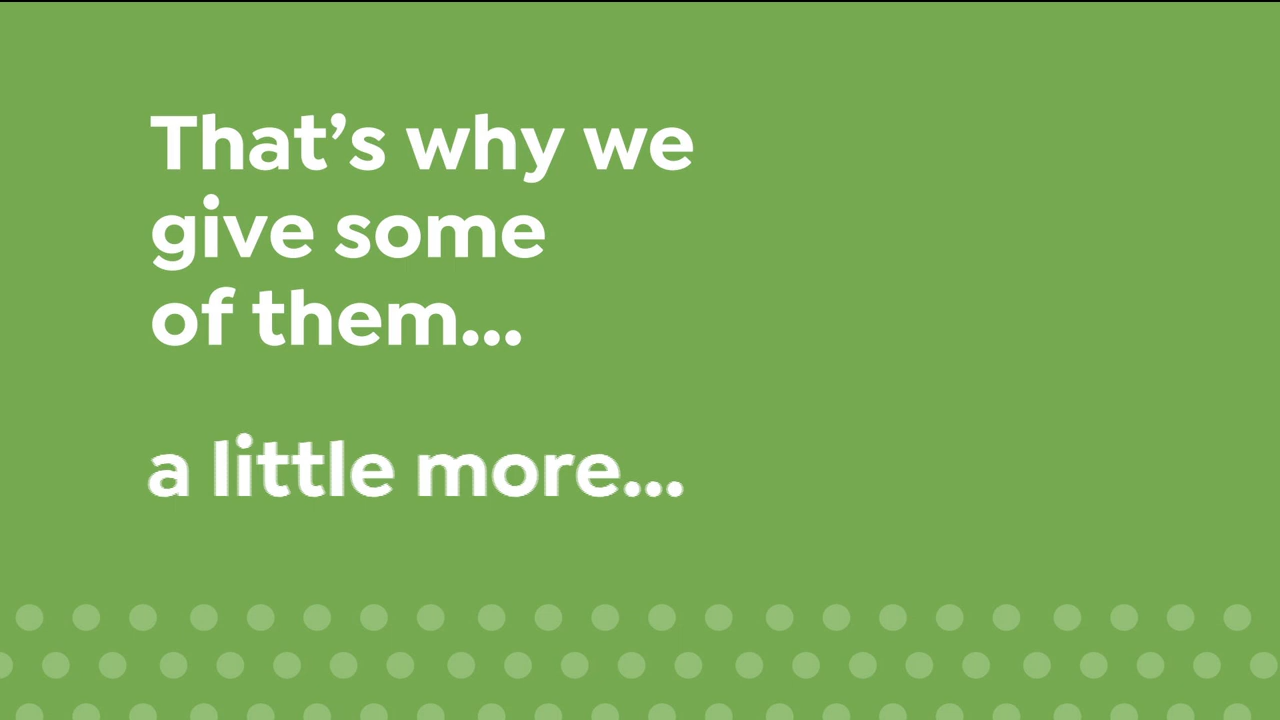 That’s why we
give some
of them...
a little more...